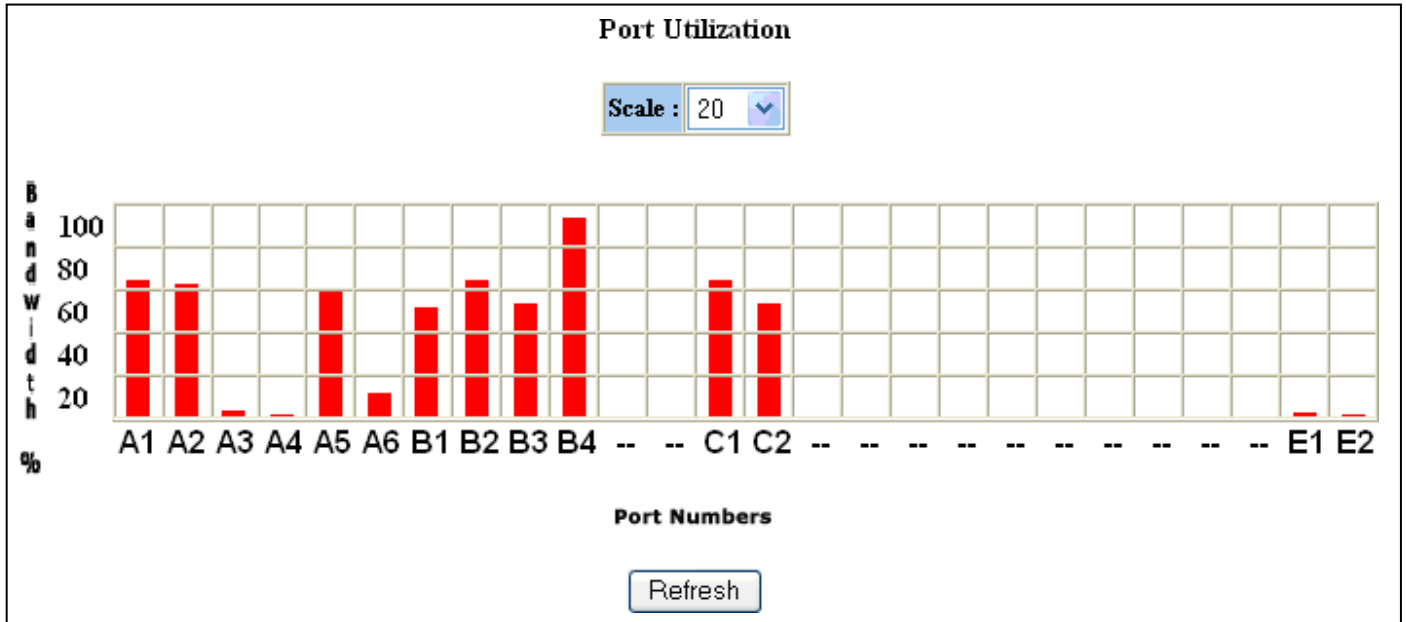 Port Utilization
Scale : 20
Bandwidth %
100
80
60
40
20
A1 A2 A3 A4 A5 A6 B1 B2 B3 B4 -- -- C1 C2 -- -- -- -- -- -- -- -- -- -- E1 E2
Port Numbers
Refresh